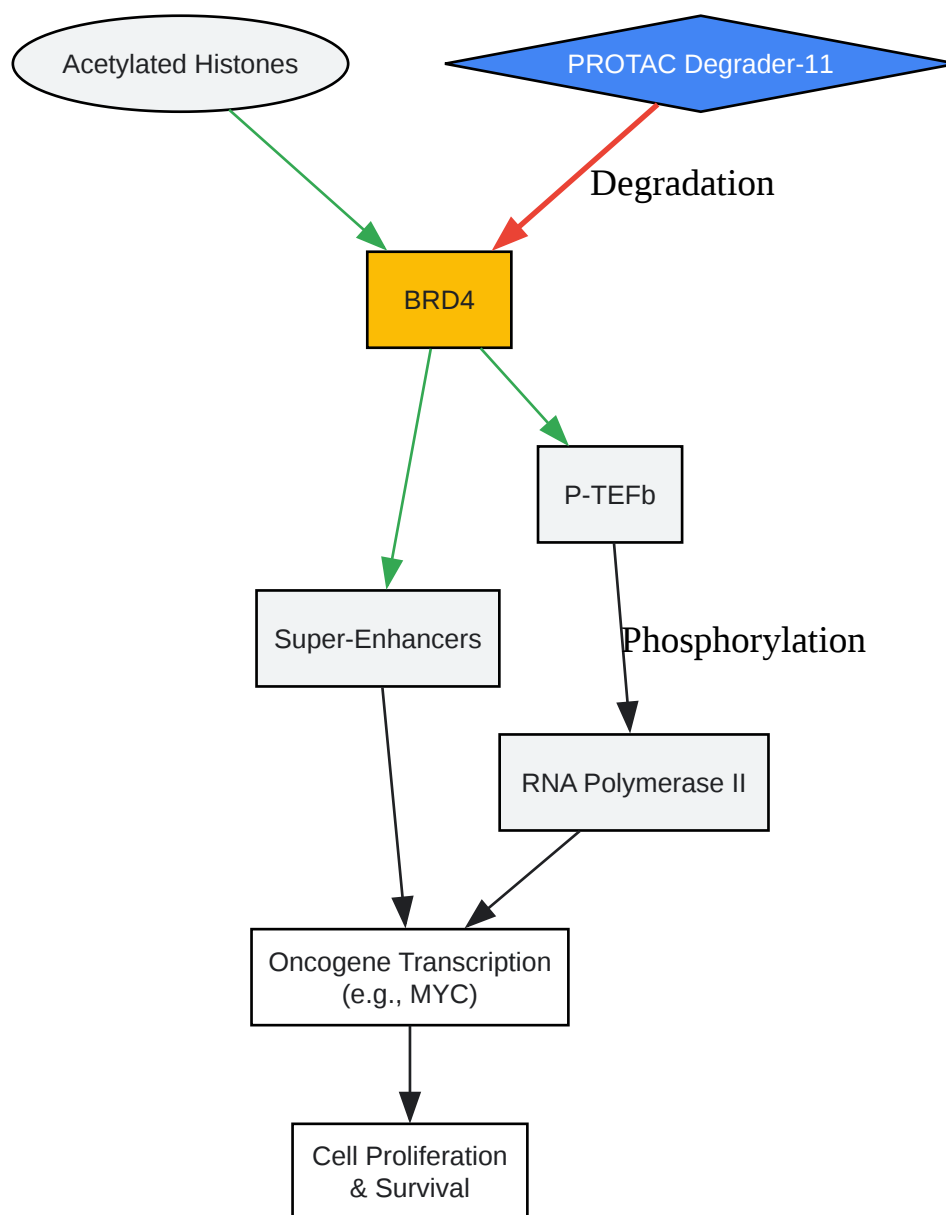 Acetylated Histones
PROTAC Degrader-11
Degradation
BRD4
P-TEFb
Super-Enhancers
Phosphorylation
RNA Polymerase II
Oncogene Transcription
(e.g., MYC)
Cell Proliferation
& Survival